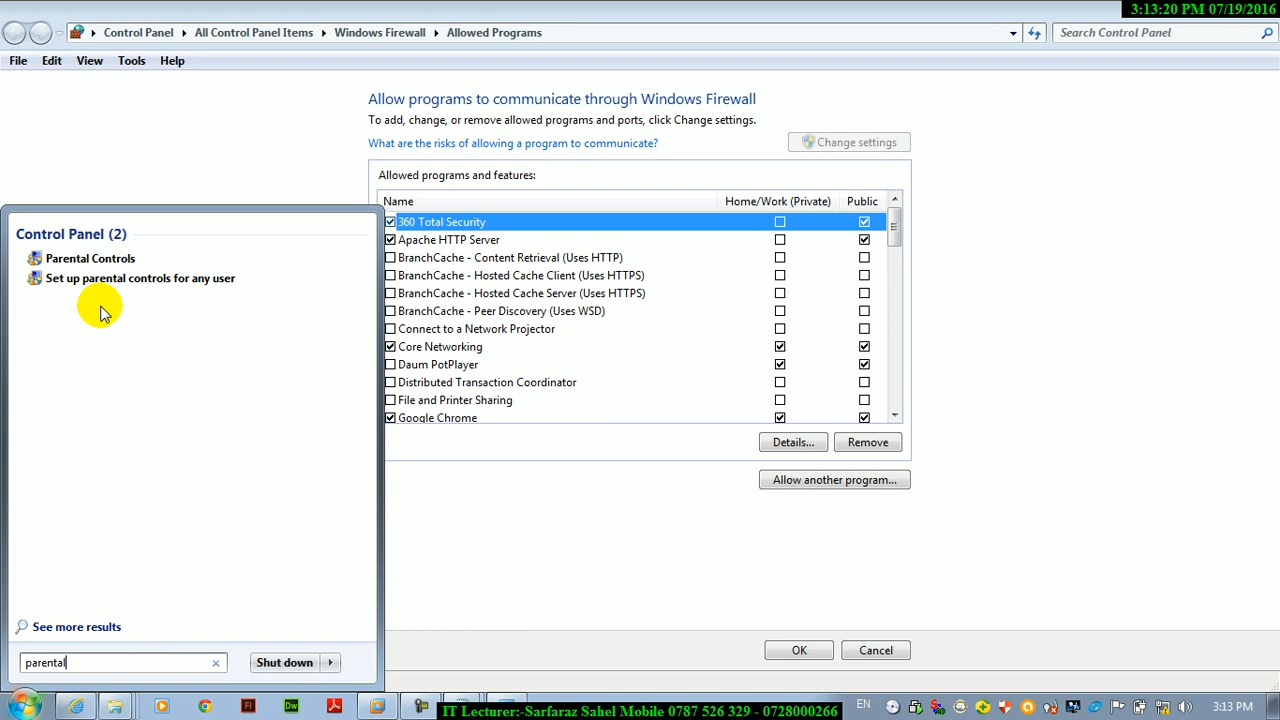 3:13:20 PM 07/19/2016
Control Panel All Control Panel Items Windows Firewall Allowed Programs
Search Control Panel
File Edit View Tools Help
Allow programs to communicate through Windows Firewall
To add, change, or remove allowed programs and ports, click Change settings.
What are the risks of allowing a program to communicate?
Change settings
Allowed programs and features:
Name Home/Work (Private) Public
360 Total Security
Apache HTTP Server
BranchCache - Content Retrieval (Uses HTTP)
BranchCache - Hosted Cache Client (Uses HTTPS)
BranchCache - Hosted Cache Server (Uses HTTPS)
BranchCache - Peer Discovery (Uses WSD)
Connect to a Network Projector
Core Networking
Daum PotPlayer
Distributed Transaction Coordinator
File and Printer Sharing
Google Chrome
Details... Remove
Allow another program...
OK Cancel
Control Panel (2)
Parental Controls
Set up parental controls for any user
See more results
parental
Shut down
Fl Dw
EN
3:13 PM
IT Lecturer:-Sarfaraz Sahel Mobile 0787 526 329 - 0728000266